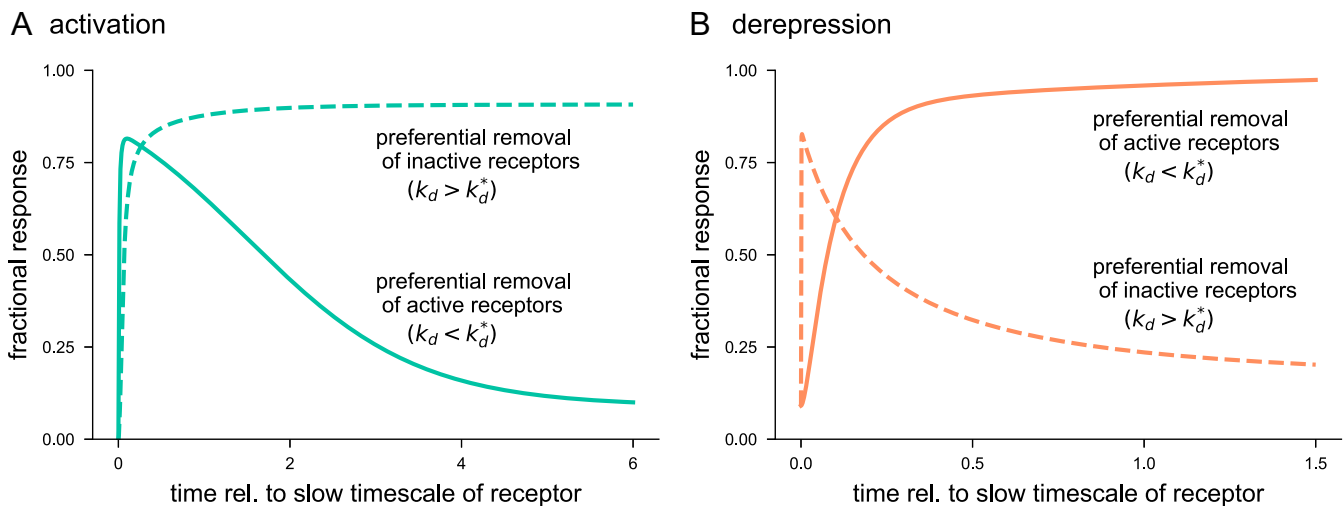 A activation
1.00
0.75
0.50
0.25
0.00
fractional response
preferential removal
of inactive receptors
(k_d > k_d^*)
preferential removal
of active receptors
(k_d < k_d^*)
0
2
4
6
time rel. to slow timescale of receptor
B derepression
1.00
0.75
0.50
0.25
0.00
fractional response
preferential removal
of active receptors
(k_d < k_d^*)
preferential removal
of inactive receptors
(k_d > k_d^*)
0.0
0.5
1.0
1.5
time rel. to slow timescale of receptor